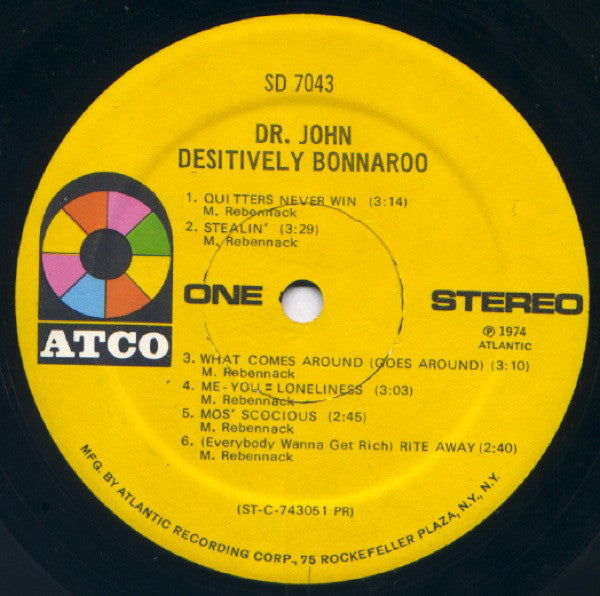 SD 7043
DR. JOHN
DESITIVELY BONNAROO
1. QUITTERS NEVER WIN (3:14)
M. Rebennack
2. STEALIN' (3:29)
M. Rebennack
ATCO
ONE
STEREO
Ⓟ 1974
ATLANTIC
3. WHAT COMES AROUND (GOES AROUND) (3:10)
M. Rebennack
4. ME-YOU = LONELINESS (3:03)
M. Rebennack
5. MOS' SCOCIOUS (2:45)
M. Rebennack
6. (Everybody Wanna Get Rich) RITE AWAY (2:40)
M. Rebennack
(ST-C-743051 PR)
MFG. BY ATLANTIC RECORDING CORP., 75 ROCKEFELLER PLAZA, N.Y., N.Y.